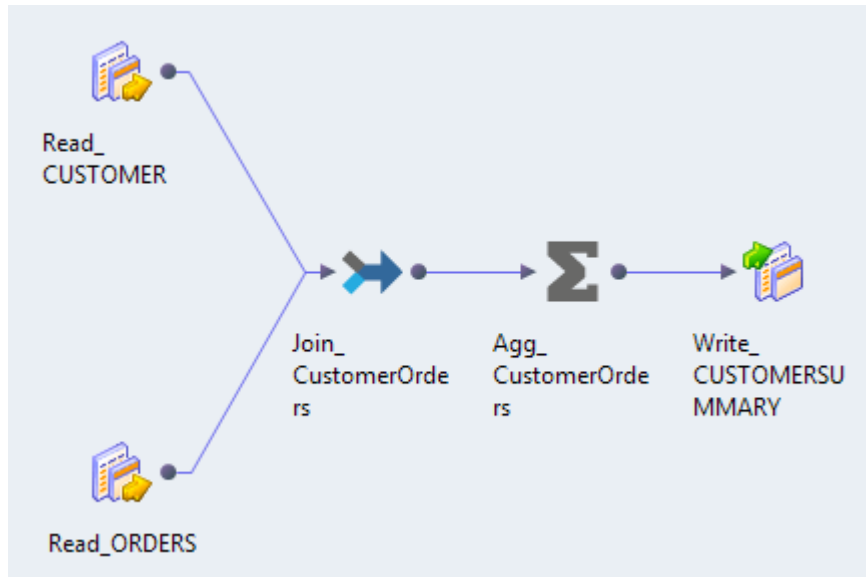 Read_
CUSTOMER
Join_
CustomerOrde
rs
Agg_
CustomerOrde
rs
Write_
CUSTOMERSU
MMARY
Read_ORDERS